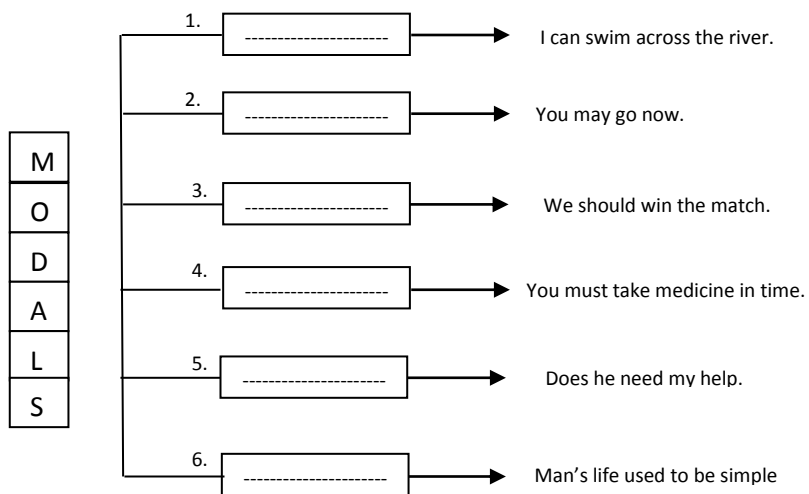 1. ---------------------- I can swim across the river.
2. ---------------------- You may go now.
3. ---------------------- We should win the match.
4. ---------------------- You must take medicine in time.
5. ---------------------- Does he need my help.
6. ---------------------- Man’s life used to be simple
M
O
D
A
L
S